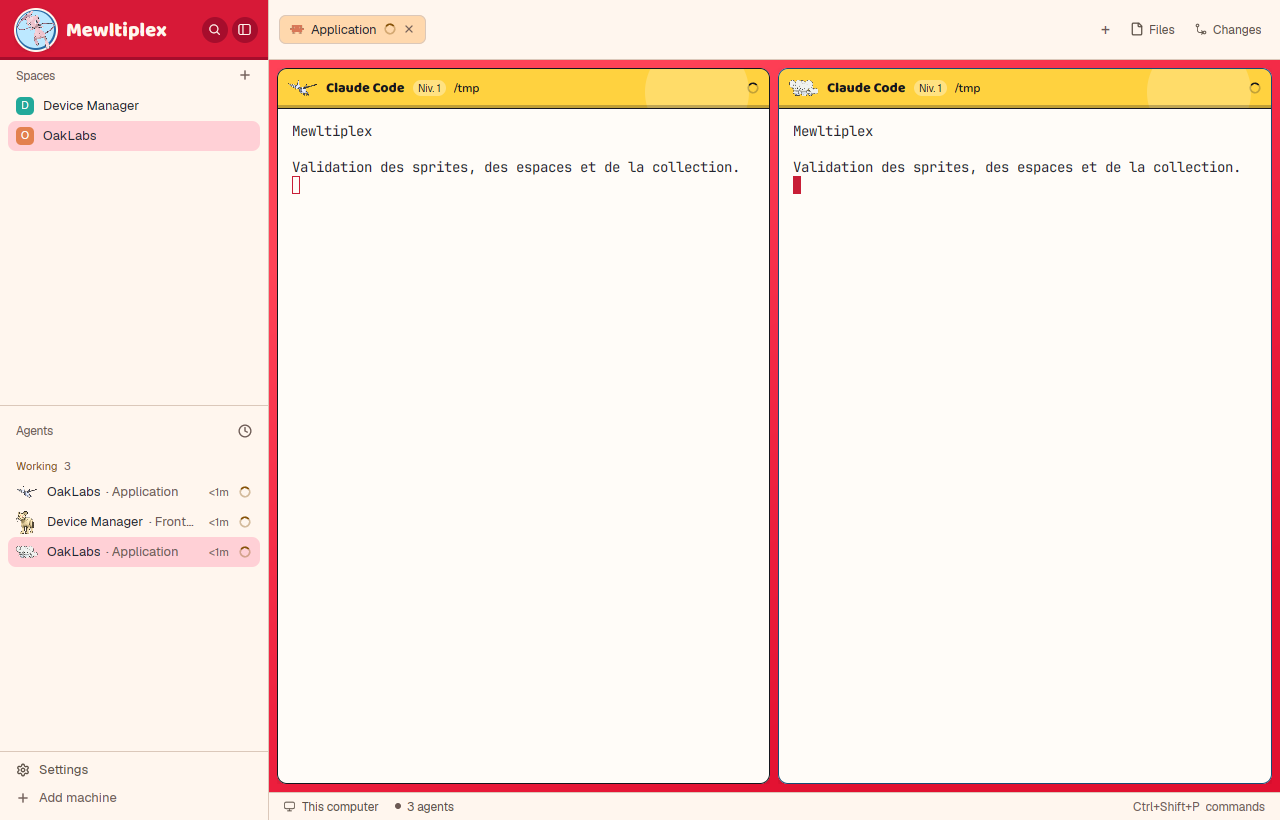 Mewltiplex
Spaces
D Device Manager
O OakLabs
Agents
Working 3
OakLabs · Application <1m
Device Manager · Front... <1m
OakLabs · Application <1m
Settings
Add machine
Application
Files
Changes
Claude Code Niv. 1 /tmp
Mewltiplex
Validation des sprites, des espaces et de la collection.
Claude Code Niv. 1 /tmp
Mewltiplex
Validation des sprites, des espaces et de la collection.
This computer
3 agents
Ctrl+Shift+P commands